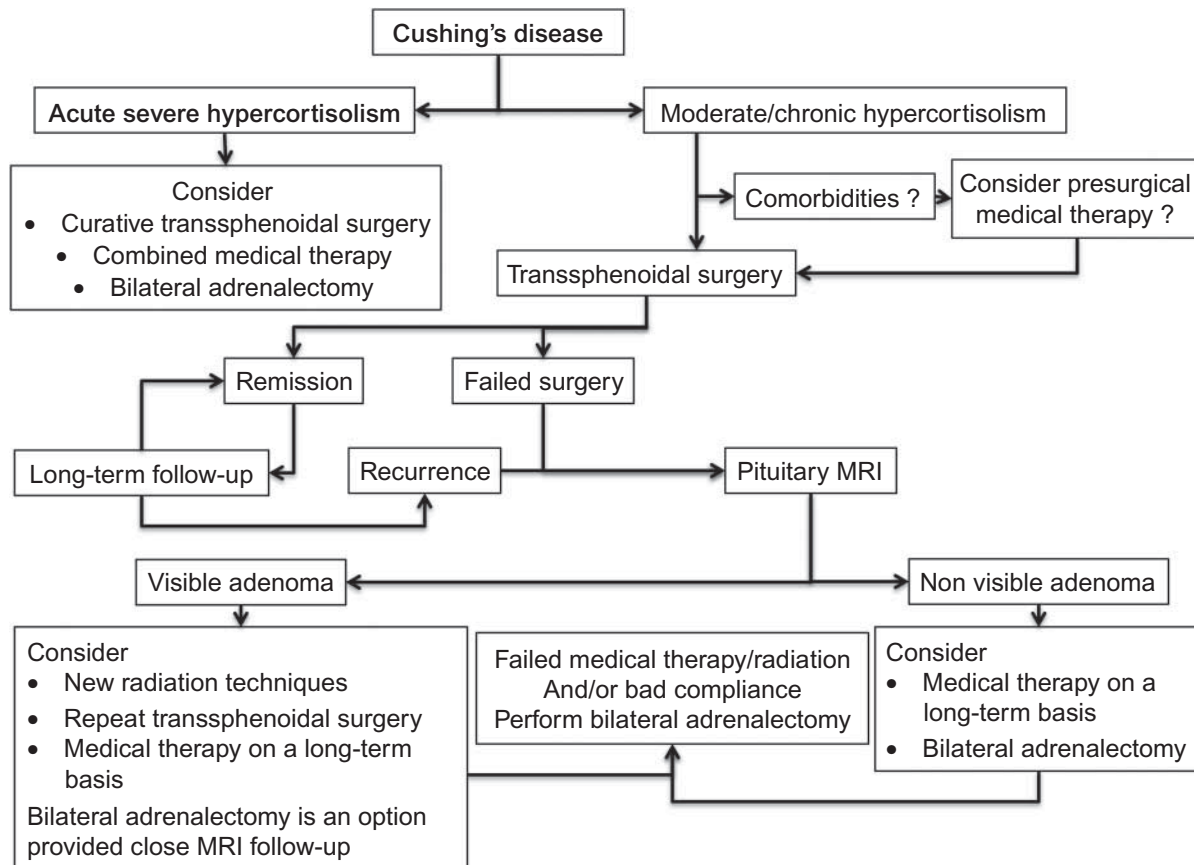 Cushing's disease
Acute severe hypercortisolism
Moderate/chronic hypercortisolism
Consider
• Curative transsphenoidal surgery
• Combined medical therapy
• Bilateral adrenalectomy
Comorbidities ?
Consider presurgical
medical therapy ?
Transsphenoidal surgery
Remission
Failed surgery
Long-term follow-up
Recurrence
Pituitary MRI
Visible adenoma
Non visible adenoma
Consider
• New radiation techniques
• Repeat transsphenoidal surgery
• Medical therapy on a long-term
basis
Bilateral adrenalectomy is an option
provided close MRI follow-up
Failed medical therapy/radiation
And/or bad compliance
Perform bilateral adrenalectomy
Consider
• Medical therapy on a
long-term basis
• Bilateral adrenalectomy